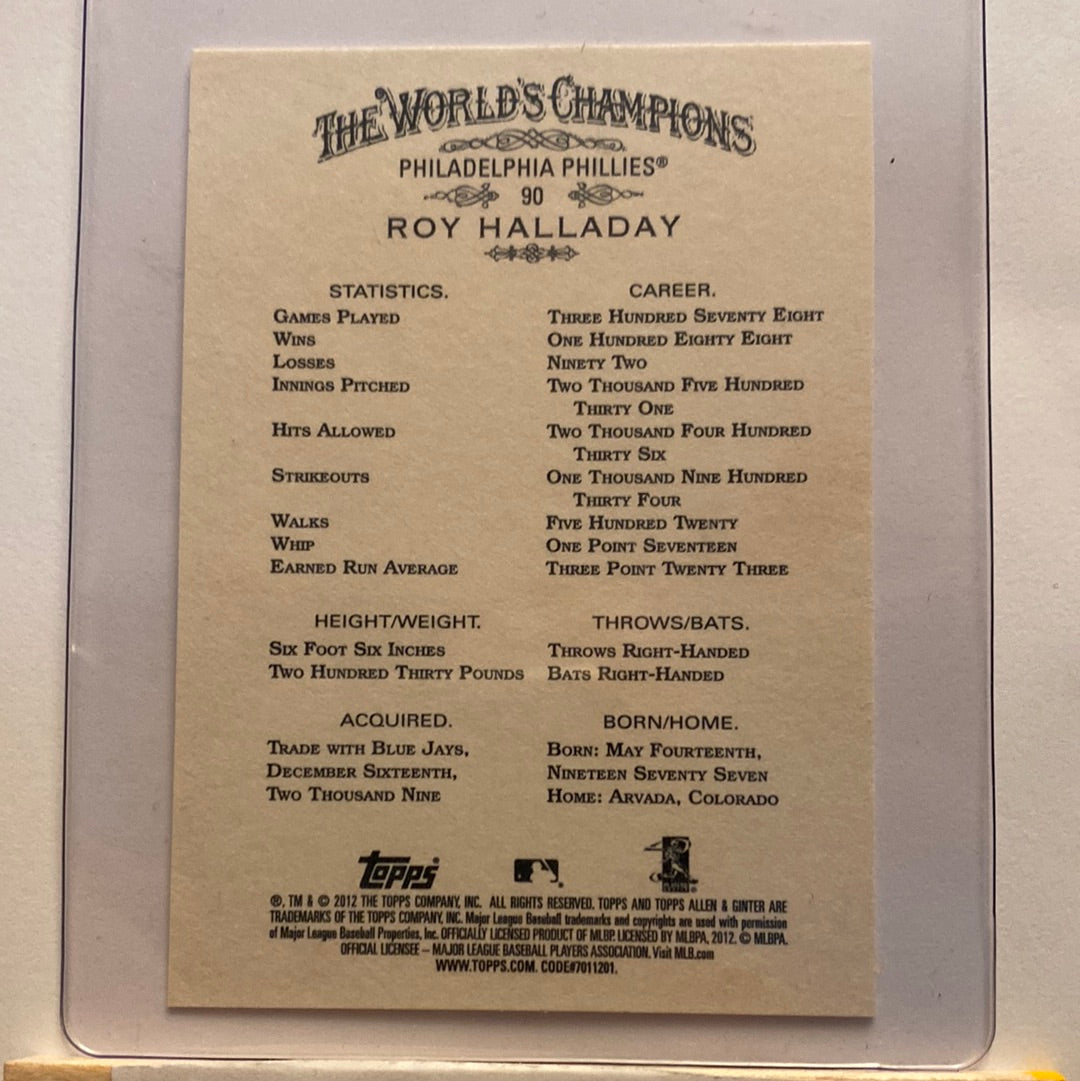 THE WORLD'S CHAMPIONS
PHILADELPHIA PHILLIES®
90
ROY HALLADAY
STATISTICS. CAREER.
GAMES PLAYED THREE HUNDRED SEVENTY EIGHT
WINS ONE HUNDRED EIGHTY EIGHT
LOSSES NINETY TWO
INNINGS PITCHED TWO THOUSAND FIVE HUNDRED
THIRTY ONE
HITS ALLOWED TWO THOUSAND FOUR HUNDRED
THIRTY SIX
STRIKEOUTS ONE THOUSAND NINE HUNDRED
THIRTY FOUR
WALKS FIVE HUNDRED TWENTY
WHIP ONE POINT SEVENTEEN
EARNED RUN AVERAGE THREE POINT TWENTY THREE
HEIGHT/WEIGHT.
SIX FOOT SIX INCHES
TWO HUNDRED THIRTY POUNDS
THROWS/BATS.
THROWS RIGHT-HANDED
BATS RIGHT-HANDED
ACQUIRED.
TRADE WITH BLUE JAYS,
DECEMBER SIXTEENTH,
TWO THOUSAND NINE
BORN/HOME.
BORN: MAY FOURTEENTH,
NINETEEN SEVENTY SEVEN
HOME: ARVADA, COLORADO
Topps
®, TM & © 2012 THE TOPPS COMPANY, INC. ALL RIGHTS RESERVED. TOPPS AND TOPPS ALLEN & GINTER ARE
TRADEMARKS OF THE TOPPS COMPANY, INC. Major League Baseball trademarks and copyrights are used with permission
of Major League Baseball Properties, Inc. OFFICIALLY LICENSED PRODUCT OF MLBP. LICENSED BY MLBPA, 2012. © MLBPA.
OFFICIAL LICENSEE – MAJOR LEAGUE BASEBALL PLAYERS ASSOCIATION. Visit MLB.com
WWW.TOPPS.COM. CODE#7011201.